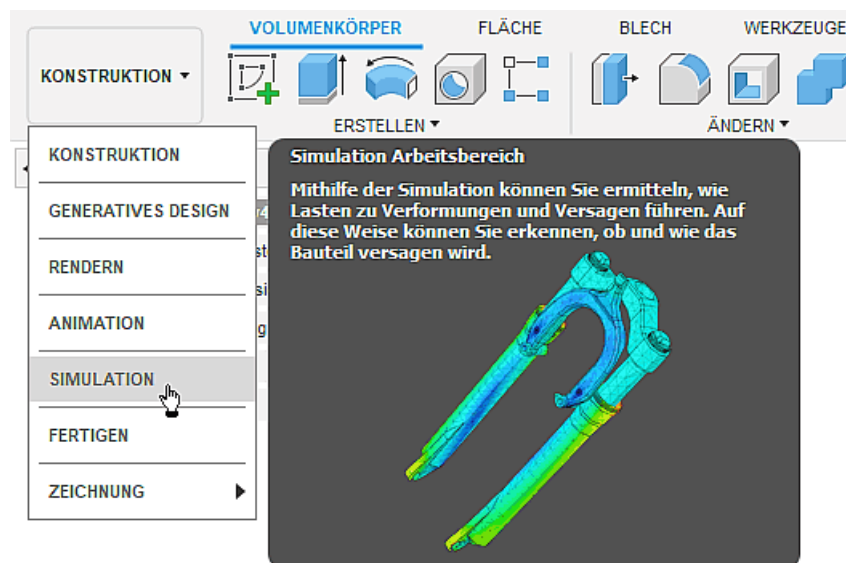 VOLUMENKÖRPER FLÄCHE BLECH WERKZEUGE
KONSTRUKTION
ERSTELLEN ÄNDERN
KONSTRUKTION
GENERATIVES DESIGN
RENDERN
ANIMATION
SIMULATION
FERTIGEN
ZEICHNUNG
Simulation Arbeitsbereich
Mithilfe der Simulation können Sie ermitteln, wie
Lasten zu Verformungen und Versagen führen. Auf
diese Weise können Sie erkennen, ob und wie das
Bauteil versagen wird.